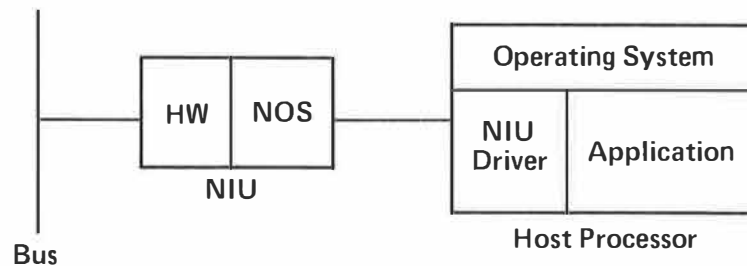 Operating System
HW
NOS
NIU
Driver
Application
NIU
Host Processor
Bus